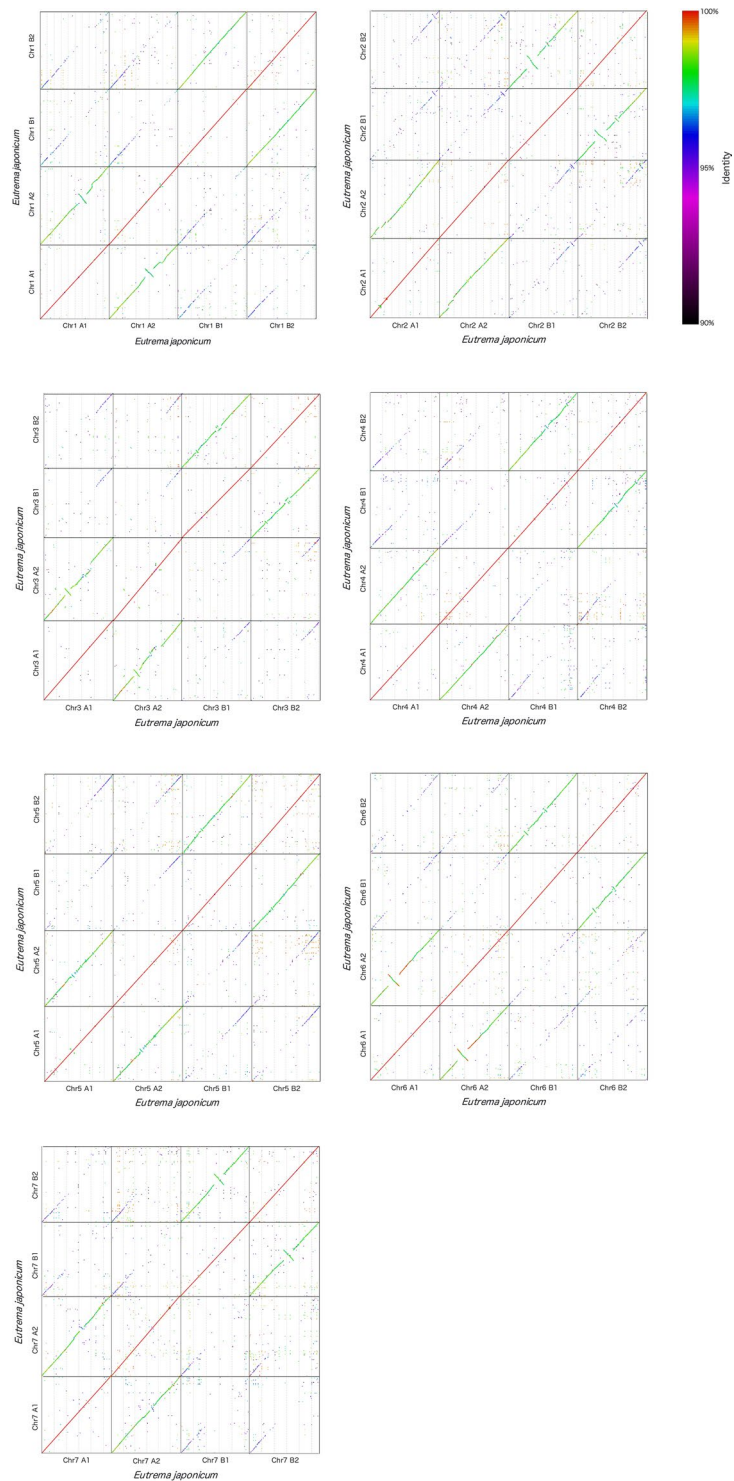 Chr1 B2
Chr1 B1
Chr1 A2
Chr1 A1
Eutrema japonicum
Chr1 A1 Chr1 A2 Chr1 B1 Chr1 B2
Eutrema japonicum
Chr2 B2
Chr2 B1
Chr2 A2
Chr2 A1
Eutrema japonicum
Chr2 A1 Chr2 A2 Chr2 B1 Chr2 B2
Eutrema japonicum
100%
95%
90%
Identity
Chr3 B2
Chr3 B1
Chr3 A2
Chr3 A1
Eutrema japonicum
Chr3 A1 Chr3 A2 Chr3 B1 Chr3 B2
Eutrema japonicum
Chr4 B2
Chr4 B1
Chr4 A2
Chr4 A1
Eutrema japonicum
Chr4 A1 Chr4 A2 Chr4 B1 Chr4 B2
Eutrema japonicum
Chr5 B2
Chr5 B1
Chr5 A2
Chr5 A1
Eutrema japonicum
Chr5 A1 Chr5 A2 Chr5 B1 Chr5 B2
Eutrema japonicum
Chr6 B2
Chr6 B1
Chr6 A2
Chr6 A1
Eutrema japonicum
Chr6 A1 Chr6 A2 Chr6 B1 Chr6 B2
Eutrema japonicum
Chr7 B2
Chr7 B1
Chr7 A2
Chr7 A1
Eutrema japonicum
Chr7 A1 Chr7 A2 Chr7 B1 Chr7 B2
Eutrema japonicum